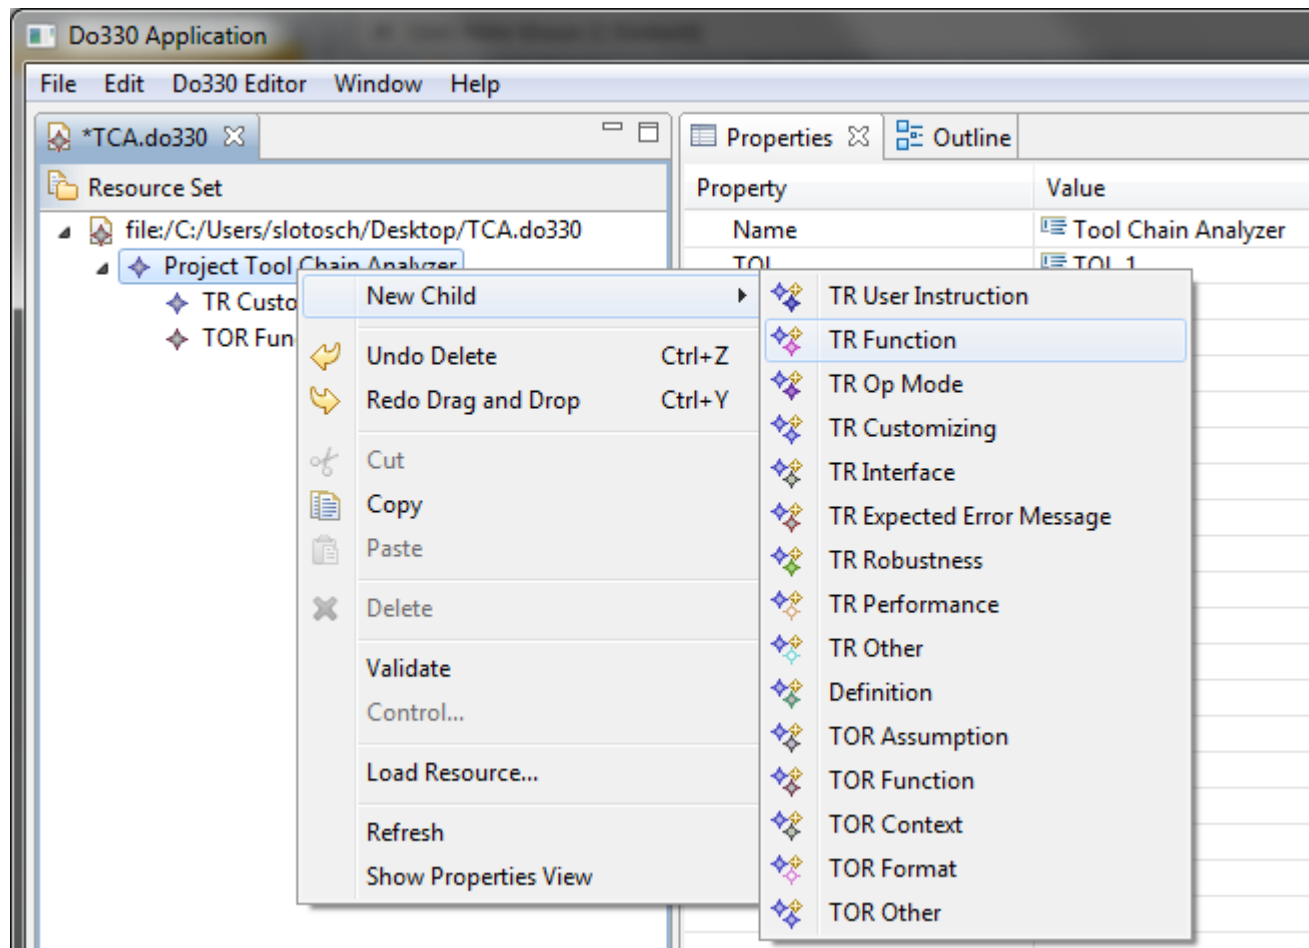 Do330 Application
File Edit Do330 Editor Window Help
*TCA.do330
Properties Outline
Resource Set
Property Value
file:/C:/Users/slotosch/Desktop/TCA.do330
Name Tool Chain Analyzer
Project Tool Chain Analyzer
TQL TQL 1
TR Custo
TOR Fun
New Child
Undo Delete Ctrl+Z
Redo Drag and Drop Ctrl+Y
Cut
Copy
Paste
Delete
Validate
Control...
Load Resource...
Refresh
Show Properties View
TR User Instruction
TR Function
TR Op Mode
TR Customizing
TR Interface
TR Expected Error Message
TR Robustness
TR Performance
TR Other
Definition
TOR Assumption
TOR Function
TOR Context
TOR Format
TOR Other